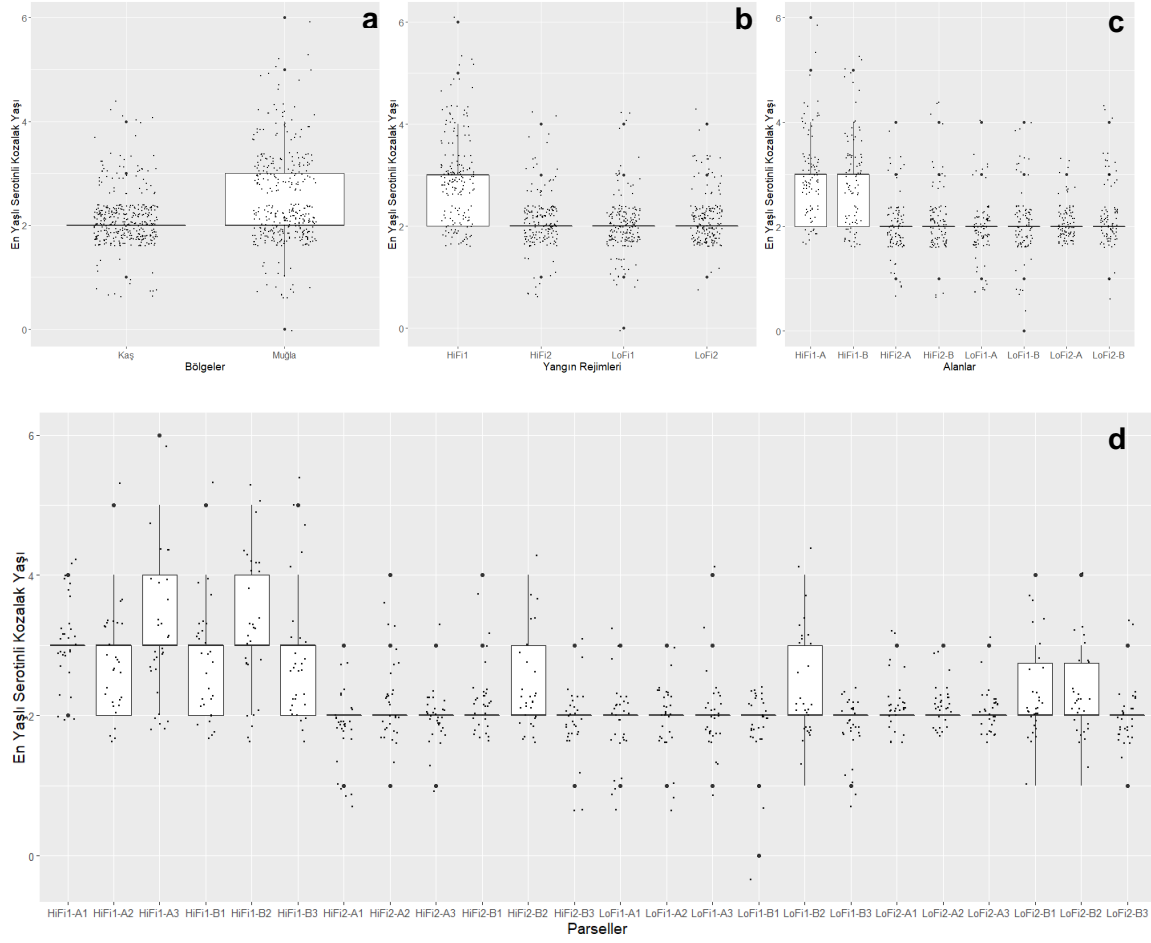 a
b
c
6
4
2
0
En Yaşlı Serotinli Kozalak Yaşı
Kaş Muğla
Bölgeler
6
4
2
0
En Yaşlı Serotinli Kozalak Yaşı
HiFi1 HiFi2 LoFi1 LoFi2
Yangın Rejimleri
6
4
2
0
En Yaşlı Serotinli Kozalak Yaşı
HiFi1-A HiFi1-B HiFi2-A HiFi2-B LoFi1-A LoFi1-B LoFi2-A LoFi2-B
Alanlar
d
6
4
2
0
En Yaşlı Serotinli Kozalak Yaşı
HiFi1-A1 HiFi1-A2 HiFi1-A3 HiFi1-B1 HiFi1-B2 HiFi1-B3 HiFi2-A1 HiFi2-A2 HiFi2-A3 HiFi2-B1 HiFi2-B2 HiFi2-B3 LoFi1-A1 LoFi1-A2 LoFi1-A3 LoFi1-B1 LoFi1-B2 LoFi1-B3 LoFi2-A1 LoFi2-A2 LoFi2-A3 LoFi2-B1 LoFi2-B2 LoFi2-B3
Parseller